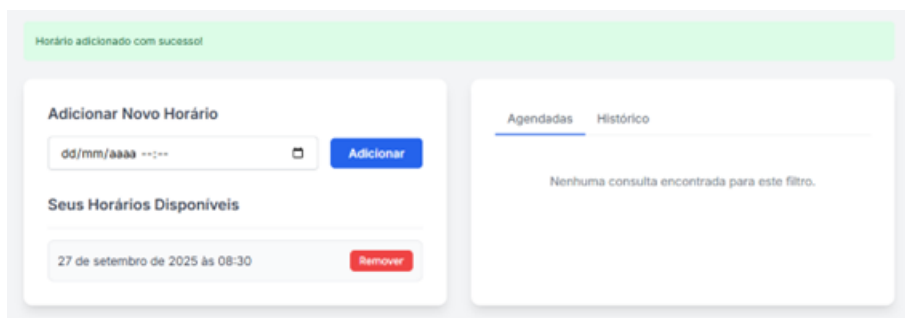 Horário adicionado com sucesso!
Adicionar Novo Horário
dd/mm/aaaa --:--
Adicionar
Seus Horários Disponíveis
27 de setembro de 2025 às 08:30
Remover
Agendadas
Histórico
Nenhuma consulta encontrada para este filtro.